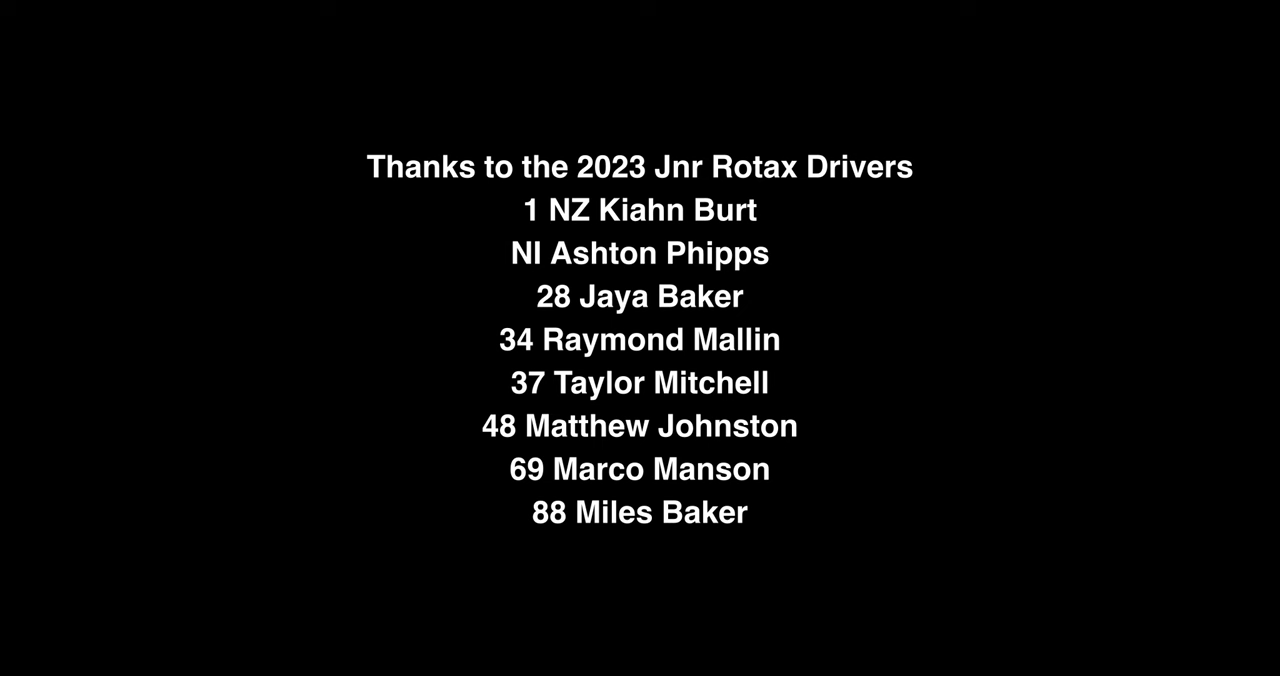 Thanks to the 2023 Jnr Rotax Drivers
1 NZ Kiahn Burt
NI Ashton Phipps
28 Jaya Baker
34 Raymond Mallin
37 Taylor Mitchell
48 Matthew Johnston
69 Marco Manson
88 Miles Baker